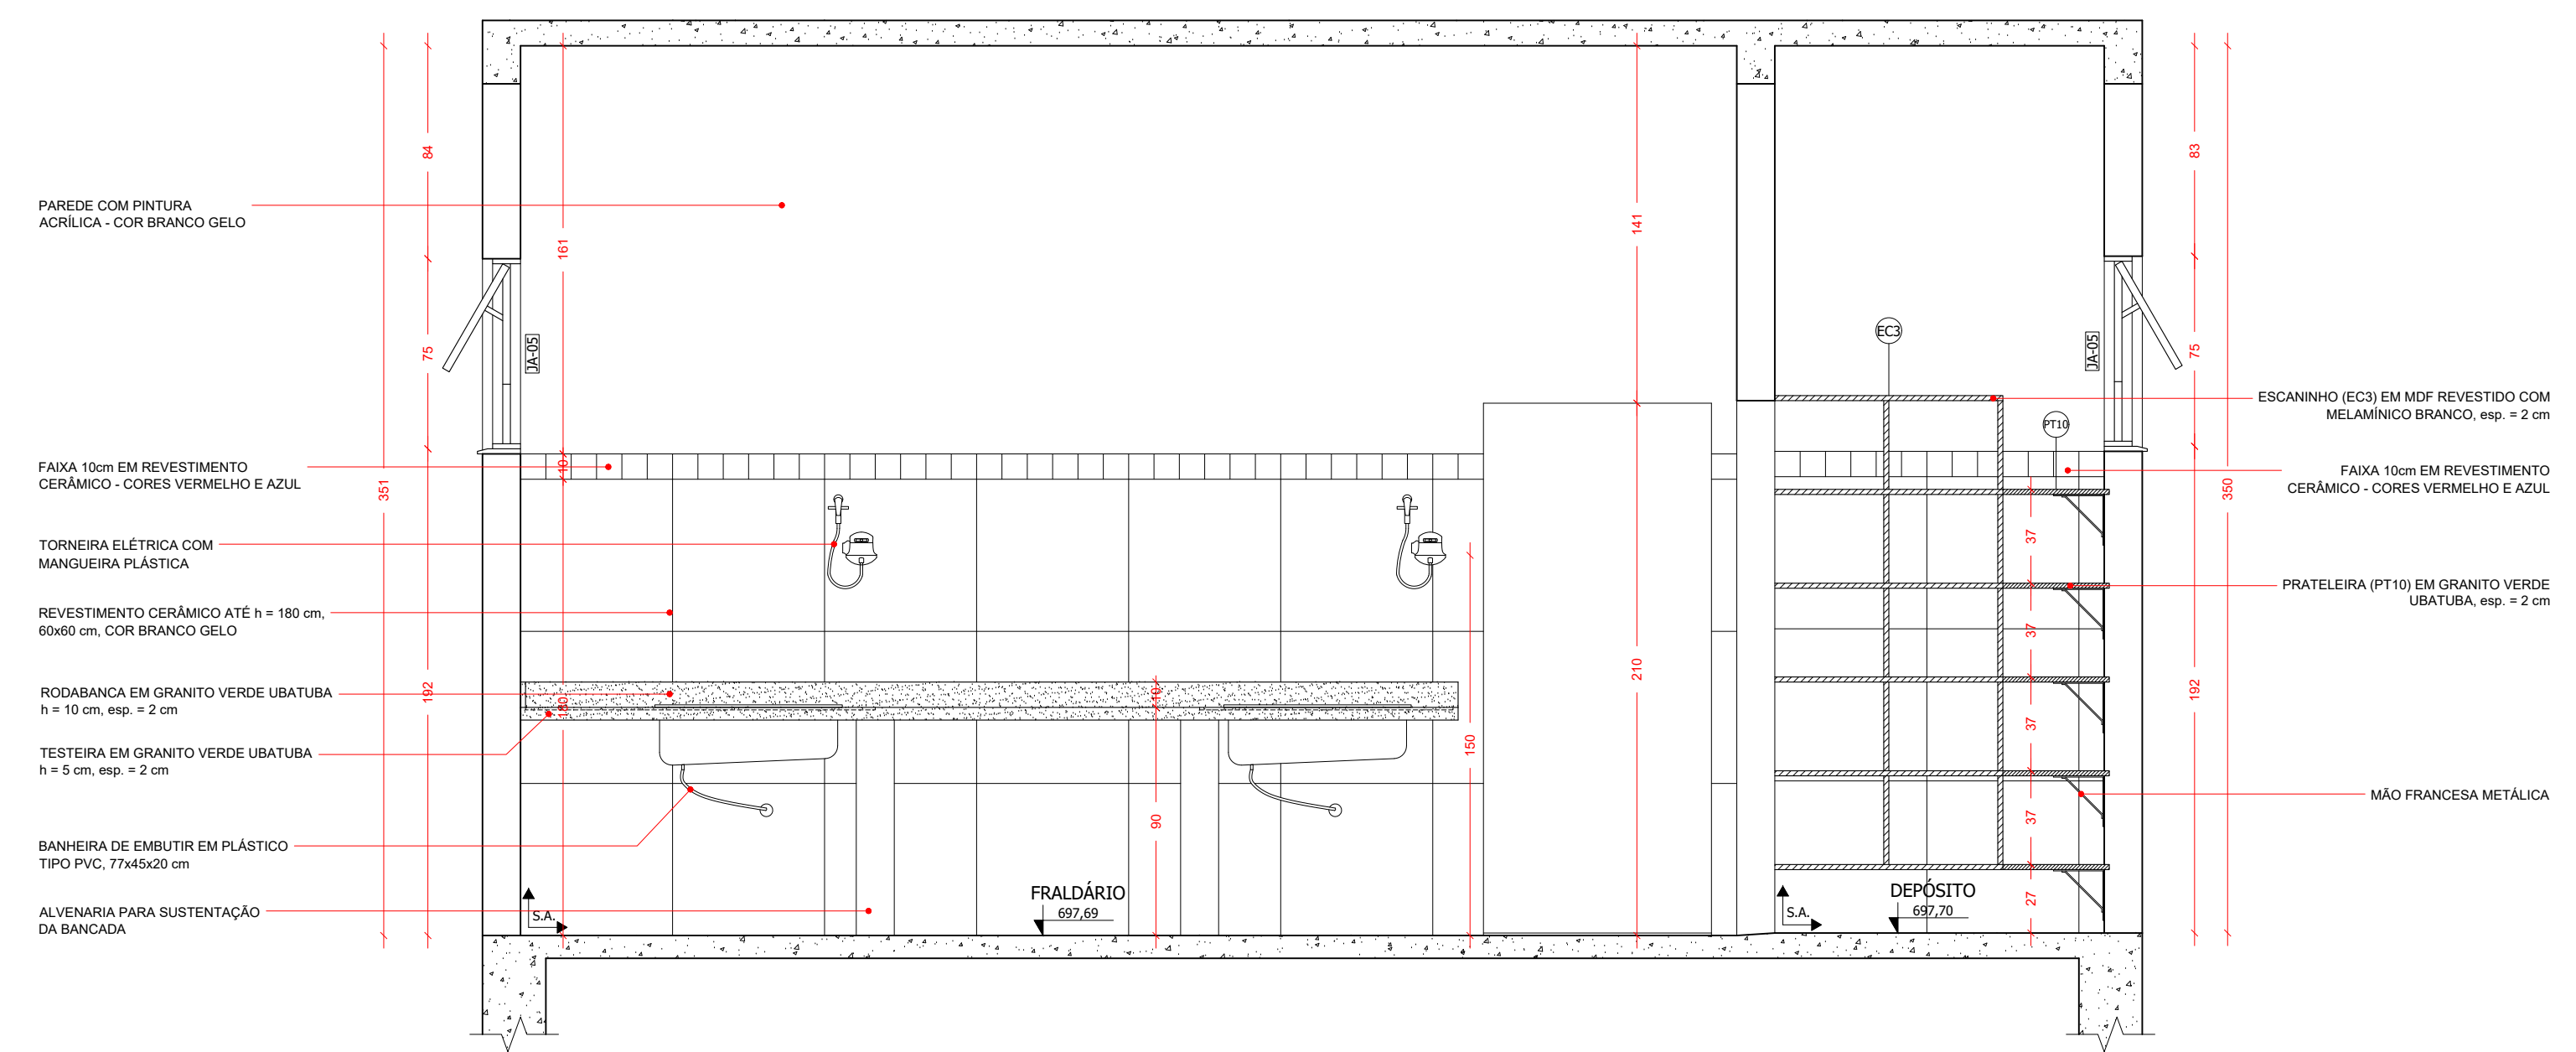 PAREDE COM PINTURA
ACRÍLICA - COR BRANCO GELO
FAIXA 10cm EM REVESTIMENTO
CERÂMICO - CORES VERMELHO E AZUL
TORNEIRA ELÉTRICA COM
MANGUEIRA PLÁSTICA
REVESTIMENTO CERÂMICO ATÉ h = 180 cm,
60x60 cm, COR BRANCO GELO
RODABANCA EM GRANITO VERDE UBATUBA
h = 10 cm, esp. = 2 cm
TESTEIRA EM GRANITO VERDE UBATUBA
h = 5 cm, esp. = 2 cm
BANHEIRA DE EMBUTIR EM PLÁSTICO
TIPO PVC, 77x45x20 cm
ALVENARIA PARA SUSTENTAÇÃO
DA BANCADA
351
84
75
192
161
10
180
JA-05
S.A.
FRALDÁRIO
697,69
10
90
150
141
210
EC3
PT10
JA-05
37
37
37
37
27
S.A.
DEPÓSITO
697,70
83
75
192
350
ESCANINHO (EC3) EM MDF REVESTIDO COM
MELAMÍNICO BRANCO, esp. = 2 cm
FAIXA 10cm EM REVESTIMENTO
CERÂMICO - CORES VERMELHO E AZUL
PRATELEIRA (PT10) EM GRANITO VERDE
UBATUBA, esp. = 2 cm
MÃO FRANCESA METÁLICA